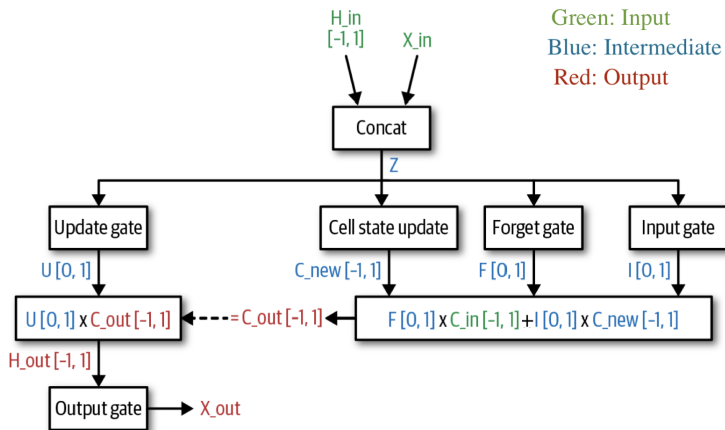 H_in
[-1, 1]
X_in
Green: Input
Blue: Intermediate
Red: Output
Concat
Z
Update gate
Cell state update
Forget gate
Input gate
U [0, 1]
C_new [-1, 1]
F [0, 1]
I [0, 1]
U [0, 1] x C_out [-1, 1]
= C_out [-1, 1]
F [0, 1] x C_in [-1, 1] + I [0, 1] x C_new [-1, 1]
H_out [-1, 1]
Output gate
X_out